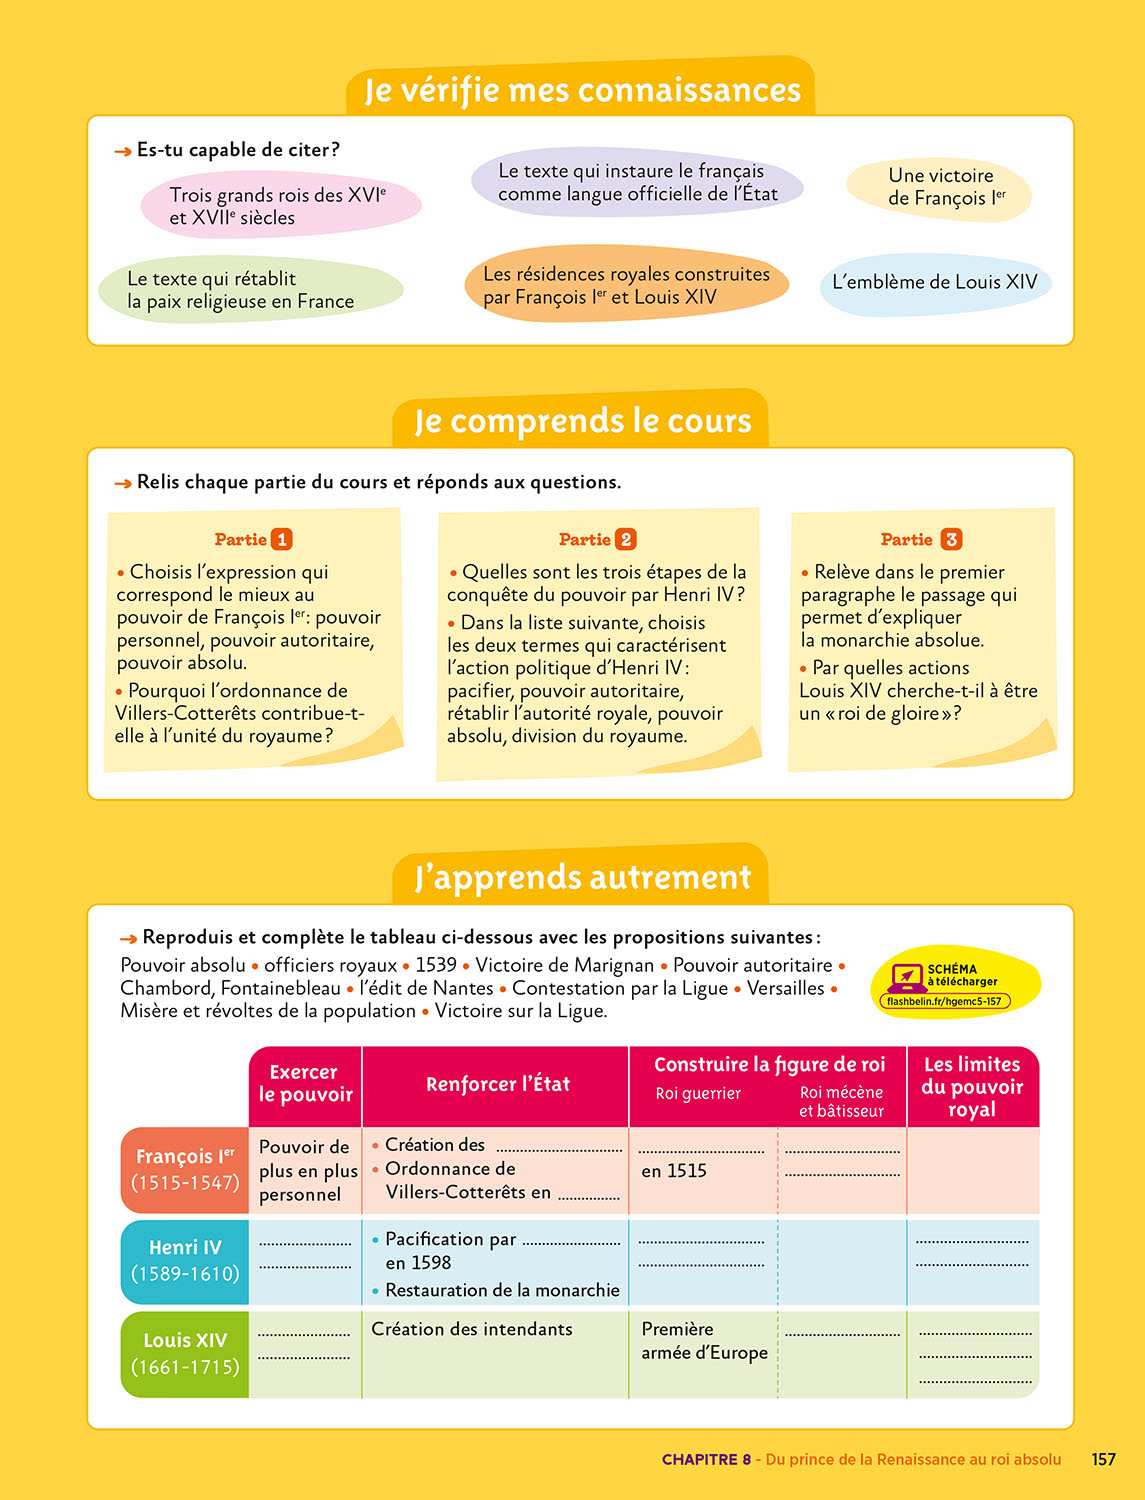 Je vérifie mes connaissances
→ Es-tu capable de citer ?
Trois grands rois des XVIe
et XVIIe siècles
Le texte qui instaure le français
comme langue officielle de l'État
Une victoire
de François Ier
Le texte qui rétablit
la paix religieuse en France
Les résidences royales construites
par François Ier et Louis XIV
L'emblème de Louis XIV
Je comprends le cours
→ Relis chaque partie du cours et réponds aux questions.
Partie 1
• Choisis l'expression qui
correspond le mieux au
pouvoir de François Ier : pouvoir
personnel, pouvoir autoritaire,
pouvoir absolu.
• Pourquoi l'ordonnance de
Villers-Cotterêts contribue-t-
elle à l'unité du royaume ?
Partie 2
• Quelles sont les trois étapes de la
conquête du pouvoir par Henri IV ?
• Dans la liste suivante, choisis
les deux termes qui caractérisent
l'action politique d'Henri IV :
pacifier, pouvoir autoritaire,
rétablir l'autorité royale, pouvoir
absolu, division du royaume.
Partie 3
• Relève dans le premier
paragraphe le passage qui
permet d'expliquer
la monarchie absolue.
• Par quelles actions
Louis XIV cherche-t-il à être
un « roi de gloire » ?
J'apprends autrement
→ Reproduis et complète le tableau ci-dessous avec les propositions suivantes :
Pouvoir absolu • officiers royaux • 1539 • Victoire de Marignan • Pouvoir autoritaire •
Chambord, Fontainebleau • l'édit de Nantes • Contestation par la Ligue • Versailles •
Misère et révoltes de la population • Victoire sur la Ligue.
SCHÉMA
à télécharger
flashbelin.fr/hgemc5-157
Exercer
le pouvoir
Renforcer l'État
Construire la figure de roi
Roi guerrier
Roi mécène
et bâtisseur
Les limites
du pouvoir
royal
François Ier
(1515-1547)
Pouvoir de
plus en plus
personnel
• Création des ........................
• Ordonnance de
Villers-Cotterêts en ................
........................
en 1515
........................
........................
Henri IV
(1589-1610)
........................
........................
• Pacification par ........................
en 1598
• Restauration de la monarchie
........................
........................
........................
........................
Louis XIV
(1661-1715)
........................
........................
Création des intendants
Première
armée d'Europe
........................
........................
........................
........................
CHAPITRE 8 - Du prince de la Renaissance au roi absolu 157